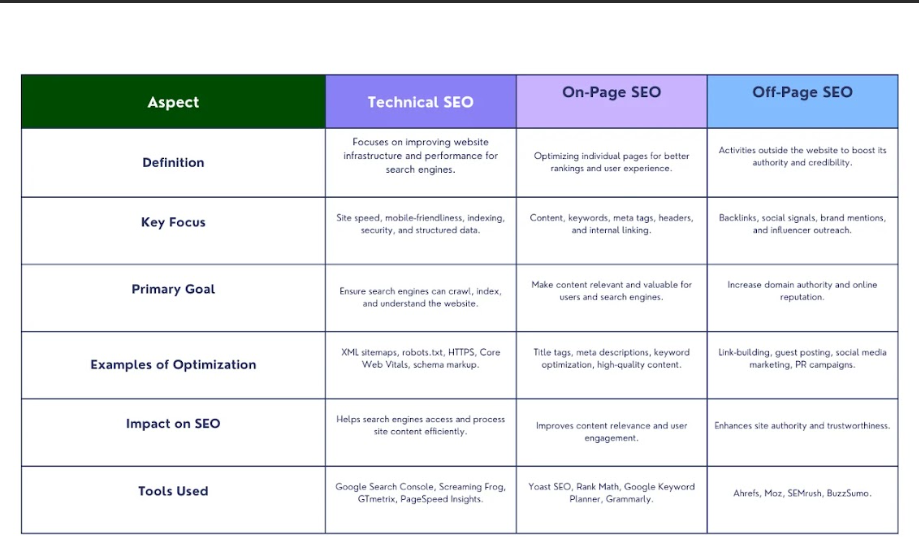 Aspect
Technical SEO
On-Page SEO
Off-Page SEO
Definition
Focuses on improving website
infrastructure and performance for
search engines.
Optimizing individual pages for better
rankings and user experience.
Activities outside the website to boost its
authority and credibility.
Key Focus
Site speed, mobile-friendliness, indexing,
security, and structured data.
Content, keywords, meta tags, headers,
and internal linking.
Backlinks, social signals, brand mentions,
and influencer outreach.
Primary Goal
Ensure search engines can crawl, index,
and understand the website.
Make content relevant and valuable for
users and search engines.
Increase domain authority and online
reputation.
Examples of Optimization
XML sitemaps, robots.txt, HTTPS, Core
Web Vitals, schema markup.
Title tags, meta descriptions, keyword
optimization, high-quality content.
Link-building, guest posting, social media
marketing, PR campaigns.
Impact on SEO
Helps search engines access and process
site content efficiently.
Improves content relevance and user
engagement.
Enhances site authority and trustworthiness.
Tools Used
Google Search Console, Screaming Frog,
GTmetrix, PageSpeed Insights.
Yoast SEO, Rank Math, Google Keyword
Planner, Grammarly.
Ahrefs, Moz, SEMrush, BuzzSumo.